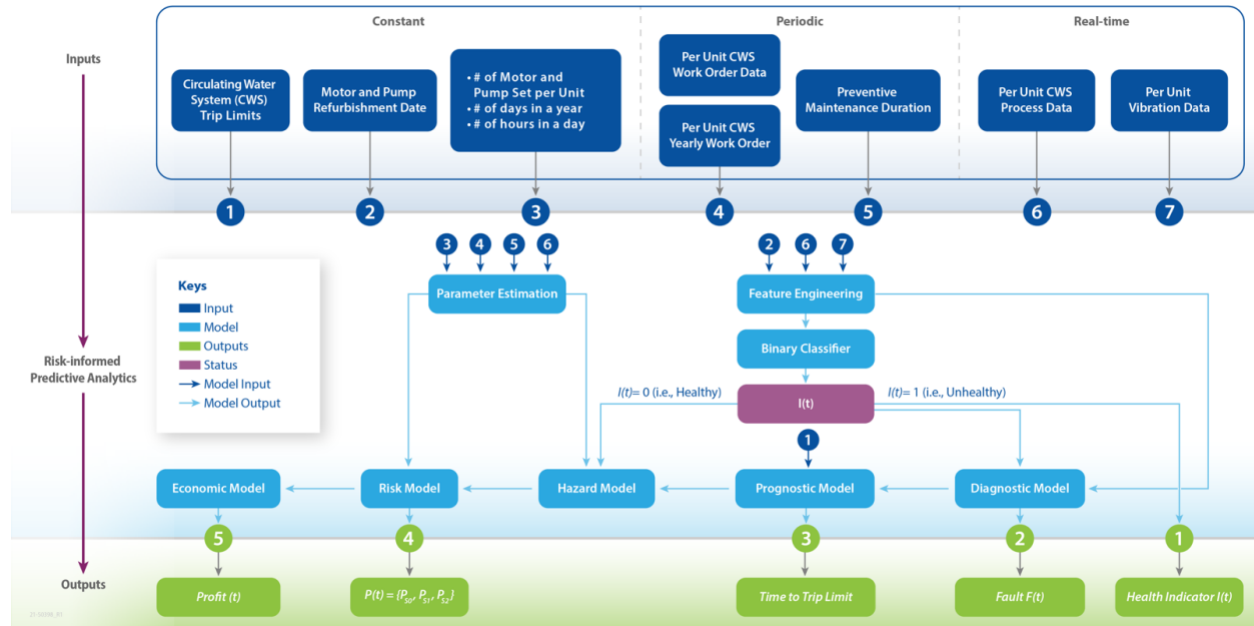 Constant
Periodic
Real-time
Inputs
Circulating Water
System (CWS)
Trip Limits
Motor and Pump
Refurbishment Date
• # of Motor and
Pump Set per Unit
• # of days in a year
• # of hours in a day
Per Unit CWS
Work Order Data
Per Unit CWS
Yearly Work Order
Preventive
Maintenance Duration
Per Unit CWS
Process Data
Per Unit
Vibration Data
1
2
3
4
5
6
7
3
4
5
6
2
6
7
Parameter Estimation
Feature Engineering
Keys
Input
Model
Outputs
Status
Model Input
Model Output
Binary Classifier
Risk-informed
Predictive Analytics
I(t)= 0 (i.e., Healthy)
I(t)
I(t)= 1 (i.e., Unhealthy)
1
Economic Model
Risk Model
Hazard Model
Prognostic Model
Diagnostic Model
5
4
3
2
1
Outputs
Profit (t)
P(t) = {P_S0, P_S1, P_S2}
Time to Trip Limit
Fault F(t)
Health Indicator I(t)